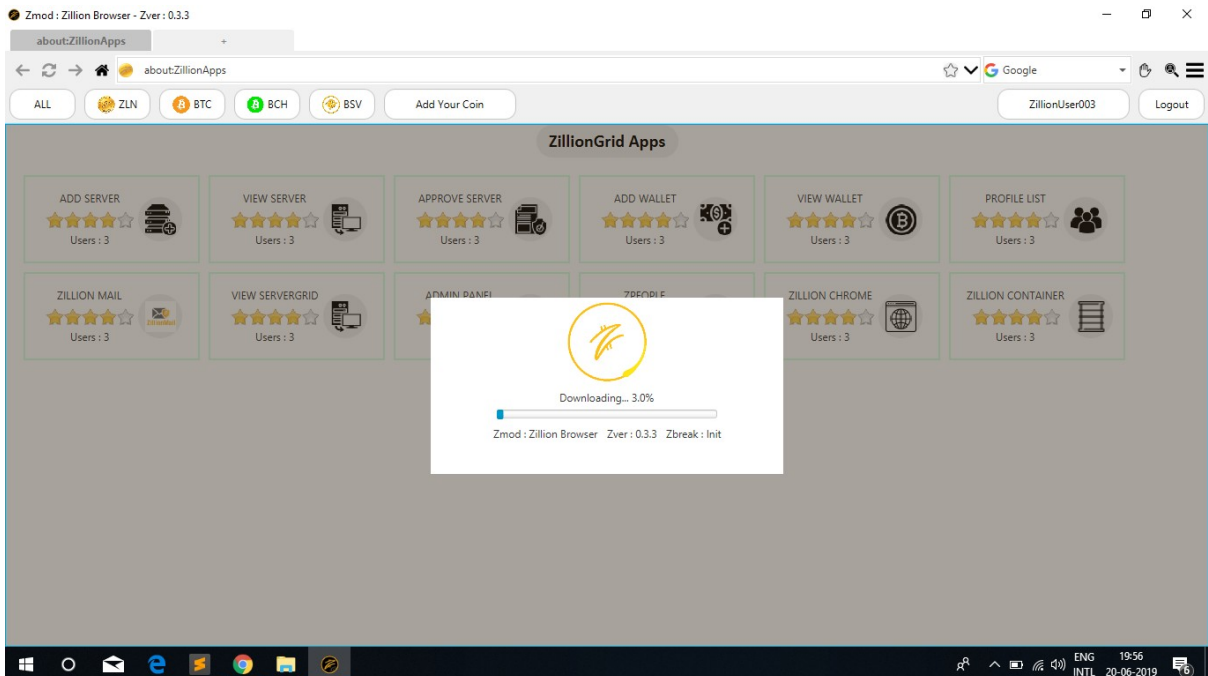 Zmod : Zillion Browser - Zver : 0.3.3
about:ZillionApps +
about:ZillionApps
Google
ALL ZLN BTC BCH BSV Add Your Coin ZillionUser003 Logout
ZillionGrid Apps
ADD SERVER VIEW SERVER APPROVE SERVER ADD WALLET VIEW WALLET PROFILE LIST
Users : 3 Users : 3 Users : 3 Users : 3 Users : 3 Users : 3
ZILLION MAIL VIEW SERVERGRID ADMIN PANEL ZPEOPLE ZILLION CHROME ZILLION CONTAINER
Users : 3 Users : 3 Users : 3 Users : 3
Downloading... 3.0%
Zmod : Zillion Browser Zver : 0.3.3 Zbreak : Init
ENG 19:56
INTL 20-06-2019 6